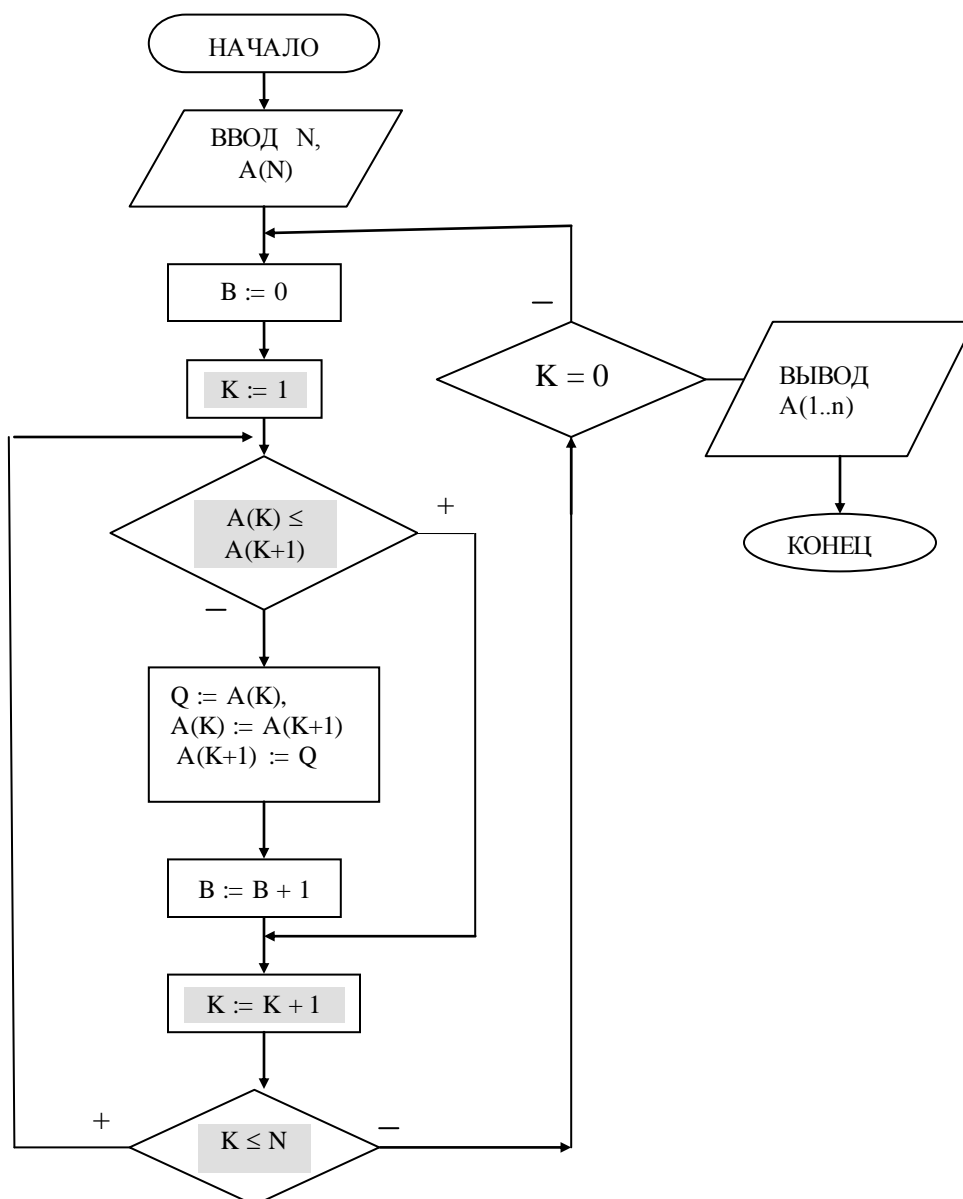 НАЧАЛО
ВВОД N,
A(N)
B := 0
K := 1
A(K) ≤
A(K+1)
+
–
Q := A(K),
A(K) := A(K+1)
A(K+1) := Q
B := B + 1
K := K + 1
K ≤ N
+
–
K = 0
–
ВЫВОД
A(1..n)
КОНЕЦ